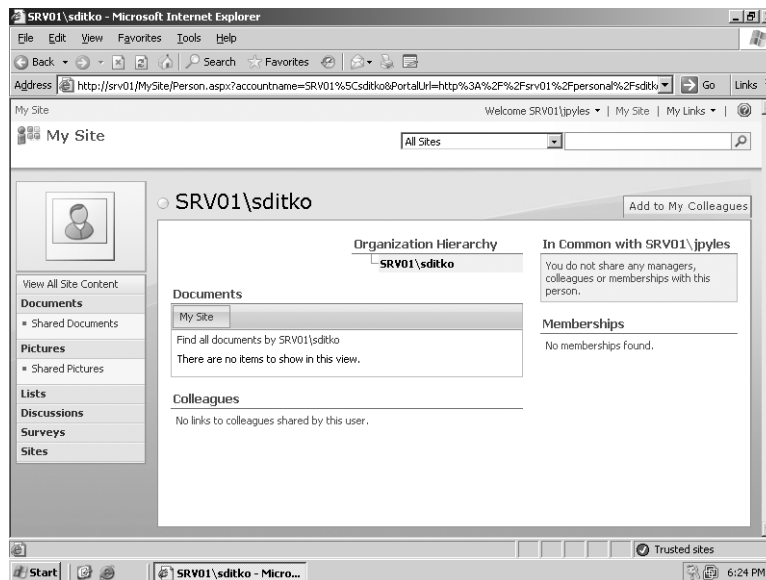 SRV01\sditko - Microsoft Internet Explorer
File Edit View Favorites Tools Help
Back Search Favorites
Address http://srv01/MySite/Person.aspx?accountname=SRV01%5Csditko&PortalUrl=http%3A%2F%2Fsrv01%2Fpersonal%2Fsditk Go Links
My Site Welcome SRV01\jpyles | My Site | My Links |
My Site All Sites
SRV01\sditko Add to My Colleagues
Organization Hierarchy
SRV01\sditko
In Common with SRV01\jpyles
You do not share any managers,
colleagues or memberships with this
person.
Memberships
No memberships found.
View All Site Content
Documents
Shared Documents
Pictures
Shared Pictures
Lists
Discussions
Surveys
Sites
Documents
My Site
Find all documents by SRV01\sditko
There are no items to show in this view.
Colleagues
No links to colleagues shared by this user.
Trusted sites
Start SRV01\sditko - Micro... 6:24 PM